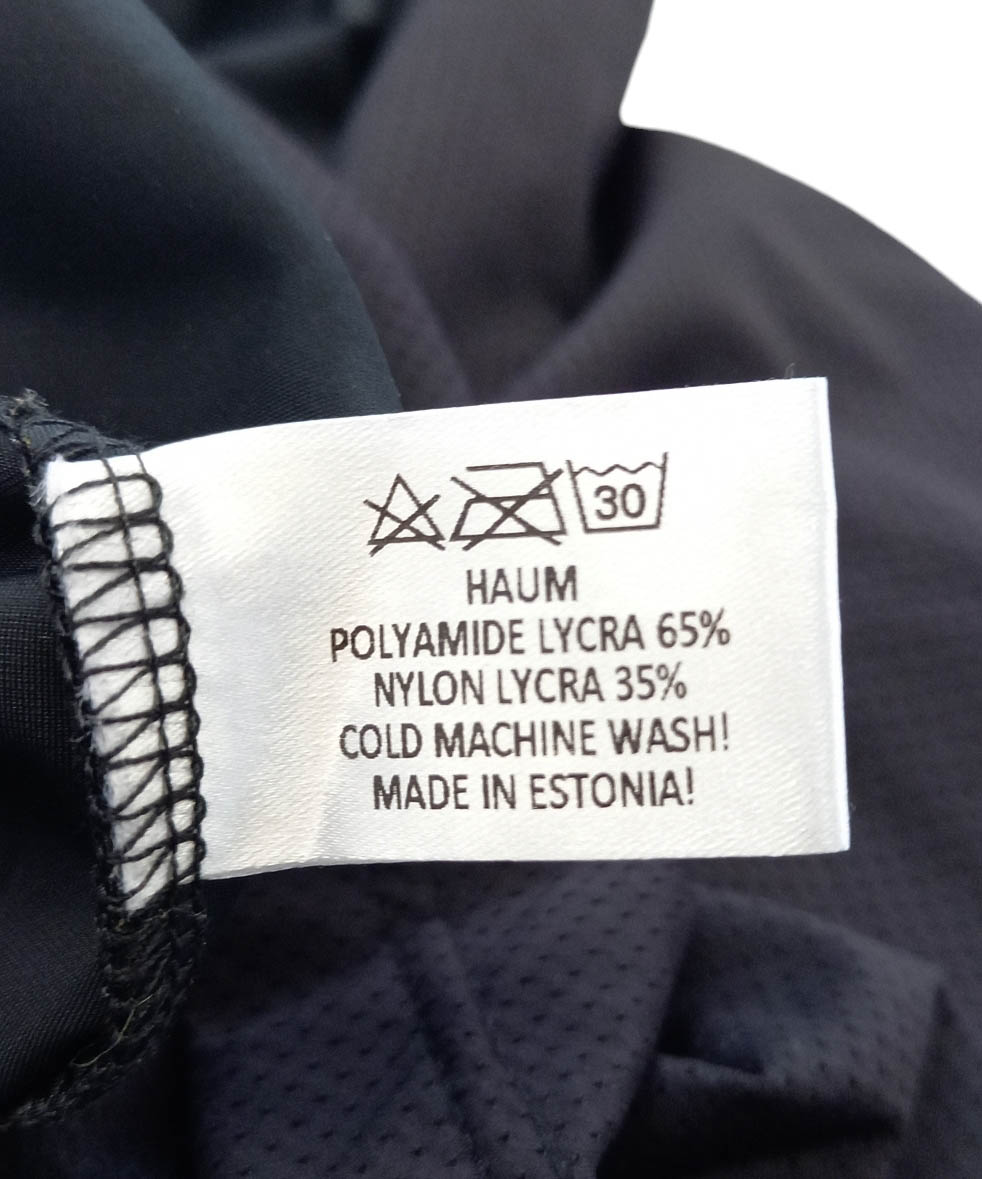 30
HAUM
POLYAMIDE LYCRA 65%
NYLON LYCRA 35%
COLD MACHINE WASH!
MADE IN ESTONIA!